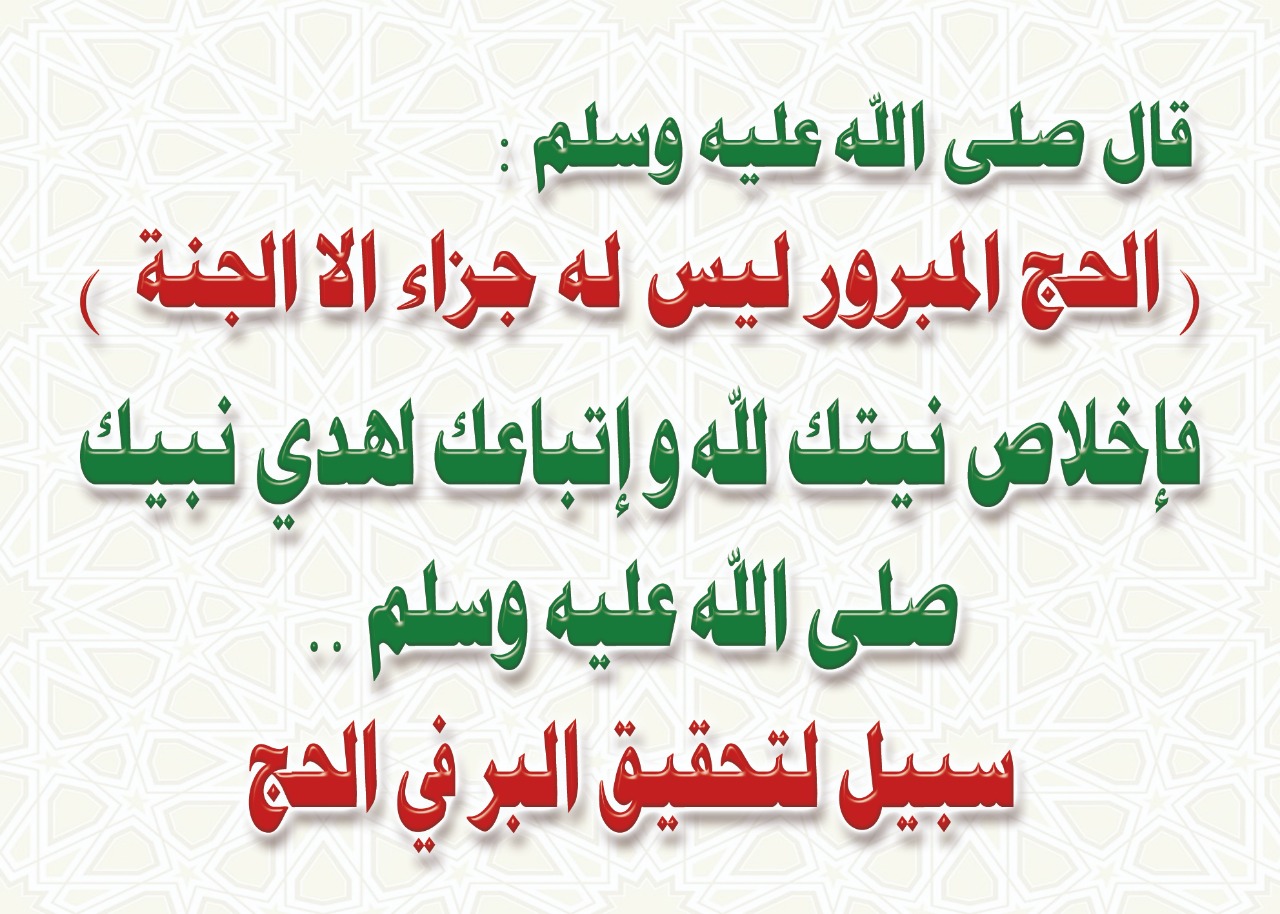 قال صلى الله عليه وسلم :
( الحج المبرور ليس له جزاء الا الجنة )
فإخلاص نيتك لله وإتباعك لهدي نبيك
صلى الله عليه وسلم ..
سبيل لتحقيق البر في الحج